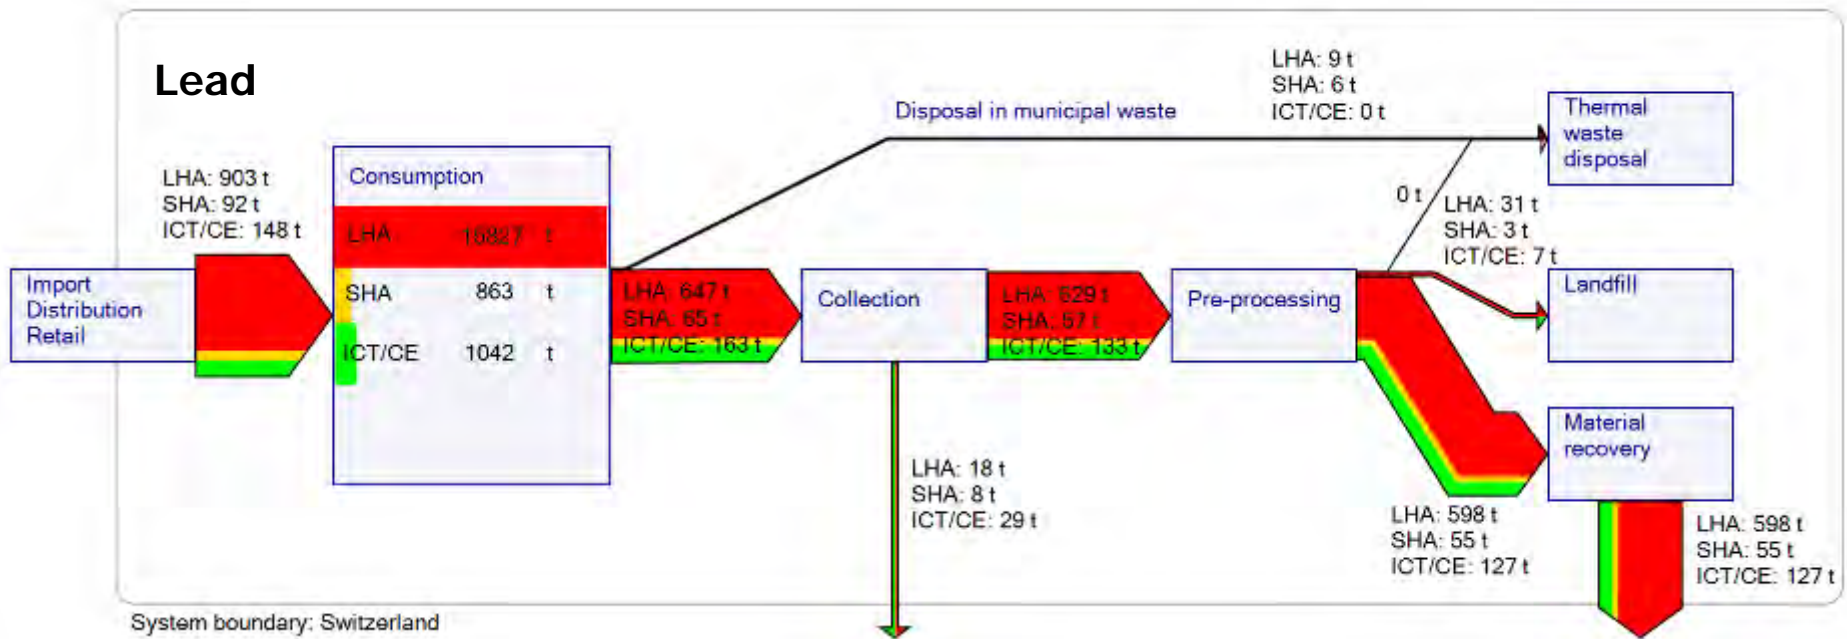 Lead
LHA: 903 t
SHA: 92 t
ICT/CE: 148 t
Import
Distribution
Retail
Consumption
LHA 15827 t
SHA 863 t
ICT/CE 1042 t
Disposal in municipal waste
LHA: 9 t
SHA: 6 t
ICT/CE: 0 t
Thermal
waste
disposal
LHA: 647 t
SHA: 65 t
ICT/CE: 163 t
Collection
LHA: 629 t
SHA: 57 t
ICT/CE: 133 t
Pre-processing
0 t
LHA: 31 t
SHA: 3 t
ICT/CE: 7 t
Landfill
Material
recovery
LHA: 18 t
SHA: 8 t
ICT/CE: 29 t
LHA: 598 t
SHA: 55 t
ICT/CE: 127 t
LHA: 598 t
SHA: 55 t
ICT/CE: 127 t
System boundary: Switzerland